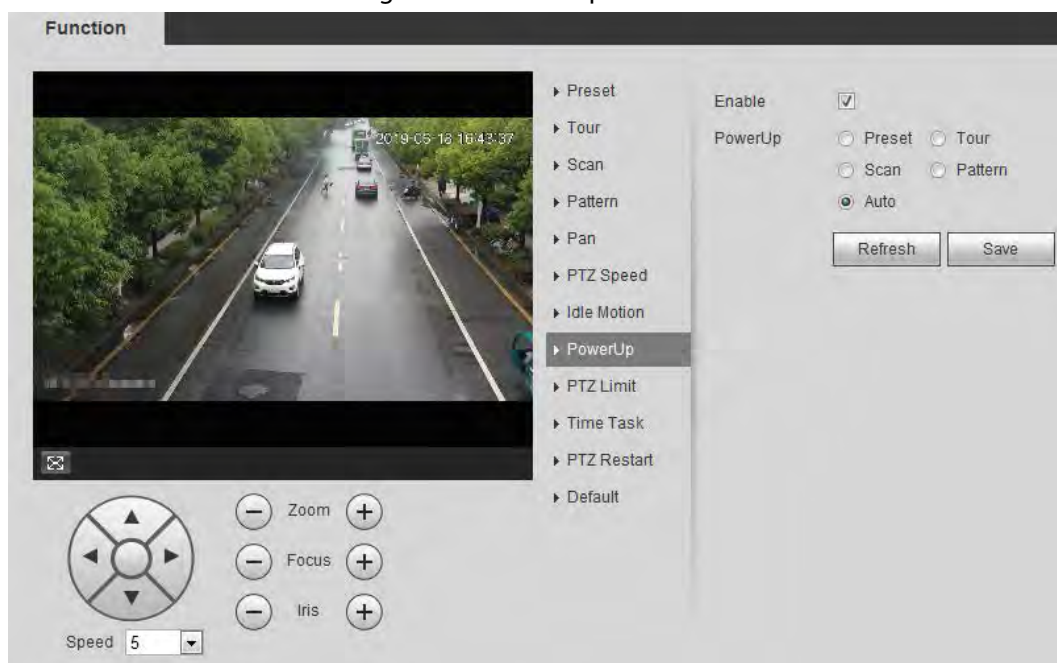 Function
2019-05-18 16:43:37
Preset
Tour
Scan
Pattern
Pan
PTZ Speed
Idle Motion
PowerUp
PTZ Limit
Time Task
PTZ Restart
Default
Enable
PowerUp Preset Tour
Scan Pattern
Auto
Refresh Save
Zoom
Focus
Iris
Speed 5